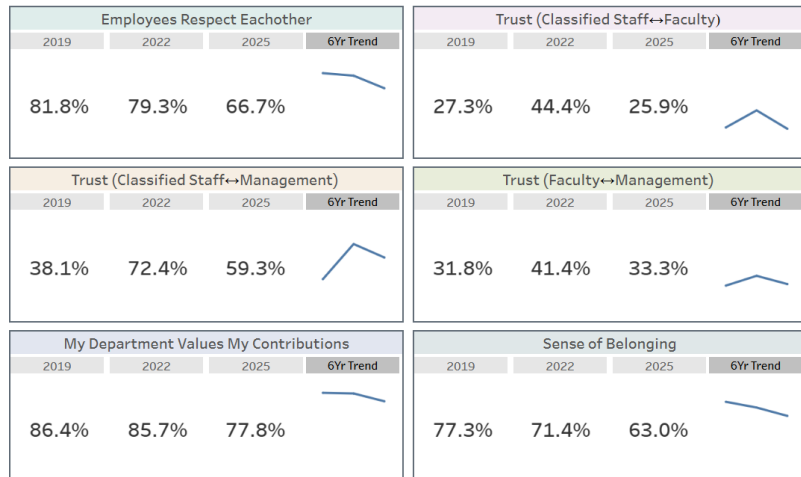 Employees Respect Eachother
2019 2022 2025 6Yr Trend
81.8% 79.3% 66.7%
Trust (Classified Staff↔Faculty)
2019 2022 2025 6Yr Trend
27.3% 44.4% 25.9%
Trust (Classified Staff↔Management)
2019 2022 2025 6Yr Trend
38.1% 72.4% 59.3%
Trust (Faculty↔Management)
2019 2022 2025 6Yr Trend
31.8% 41.4% 33.3%
My Department Values My Contributions
2019 2022 2025 6Yr Trend
86.4% 85.7% 77.8%
Sense of Belonging
2019 2022 2025 6Yr Trend
77.3% 71.4% 63.0%